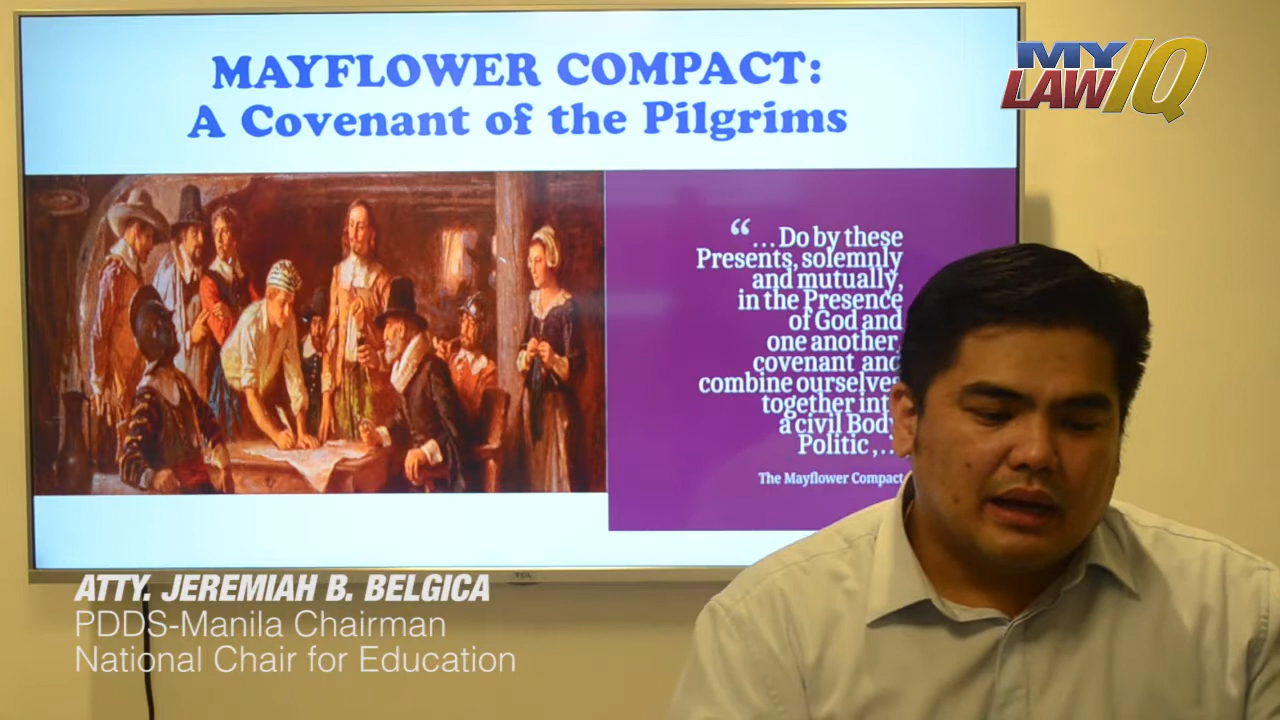 MAYFLOWER COMPACT:
A Covenant of the Pilgrims
MY
LAW IQ
“…Do by these
Presents, solemnly
and mutually,
in the Presence
of God and
one another,
covenant and
combine ourselves
together
a civil Body
Politic,…
The Mayflower Compact
TCL
ATTY. JEREMIAH B. BELGICA
PDDS-Manila Chairman
National Chair for Education